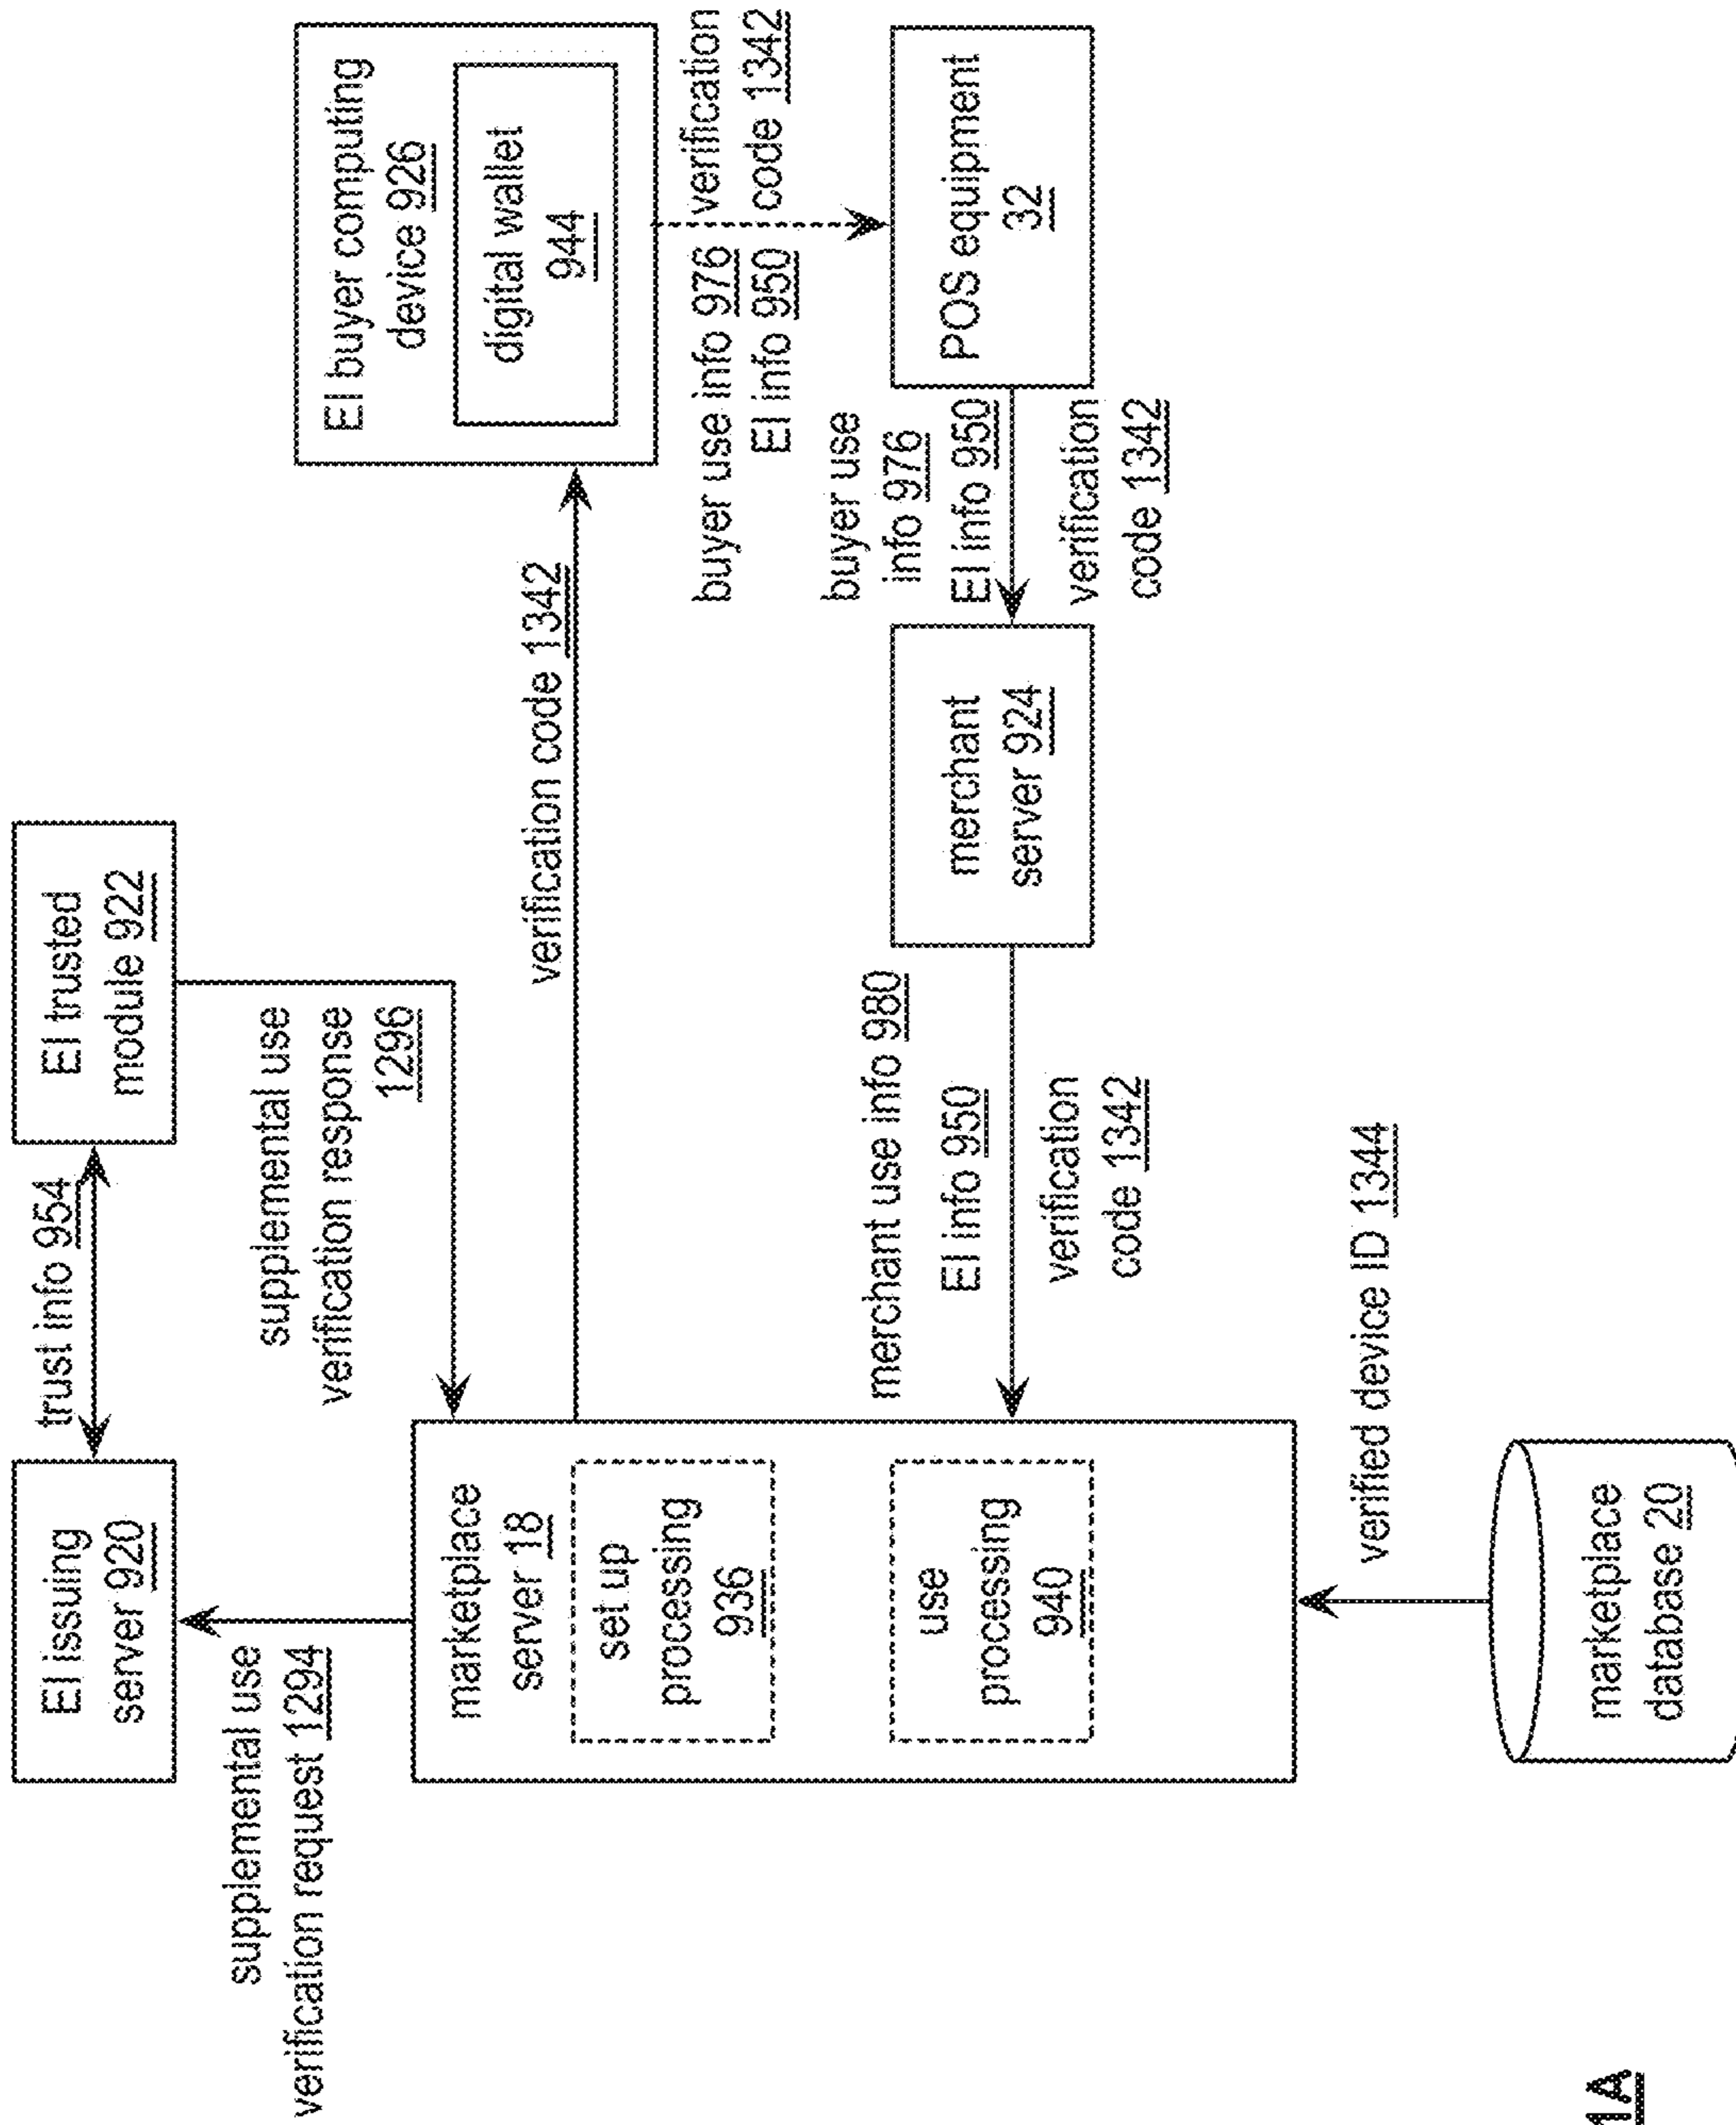 EI issuing
server 920
trust info 954
EI trusted
module 922
supplemental use
verification request 1294
supplemental use
verification response
1296
EI buyer computing
device 926
digital wallet
944
marketplace
server 18
set up
processing
936
verification code 1342
buyer use info 976
EI info 950
verification
code 1342
use
processing
940
merchant use info 980
EI info 950
verification
code 1342
merchant
server 924
buyer use
info 976
EI info 950
verification
code 1342
POS equipment
32
verified device ID 1344
marketplace
database 20
1A